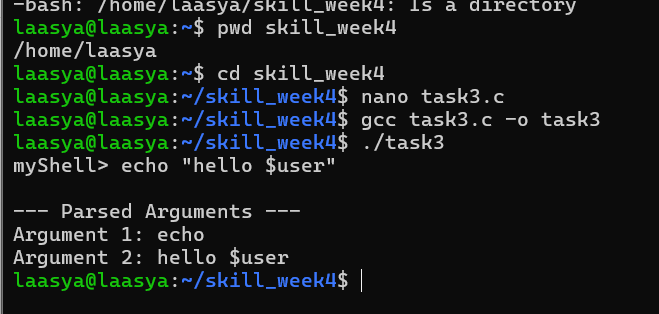 -bash: /home/laasya/skill_week4: Is a directory
laasya@laasya:~$ pwd skill_week4
/home/laasya
laasya@laasya:~$ cd skill_week4
laasya@laasya:~/skill_week4$ nano task3.c
laasya@laasya:~/skill_week4$ gcc task3.c -o task3
laasya@laasya:~/skill_week4$ ./task3
myShell> echo "hello $user"
--- Parsed Arguments ---
Argument 1: echo
Argument 2: hello $user
laasya@laasya:~/skill_week4$